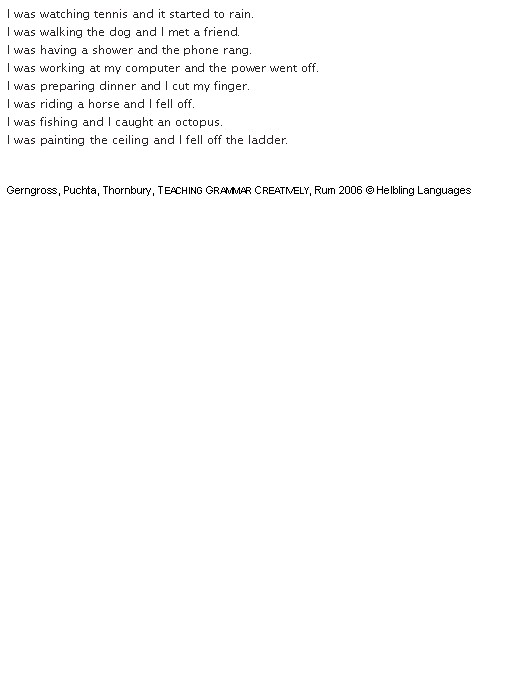 I was watching tennis and it started to rain.
I was walking the dog and I met a friend.
I was having a shower and the phone rang.
I was working at my computer and the power went off.
I was preparing dinner and I cut my finger.
I was riding a horse and I fell off.
I was fishing and I caught an octopus.
I was painting the ceiling and I fell off the ladder.
Gerngross, Puchta, Thornbury, TEACHING GRAMMAR CREATIVELY, Rum 2006 © Helbling Languages